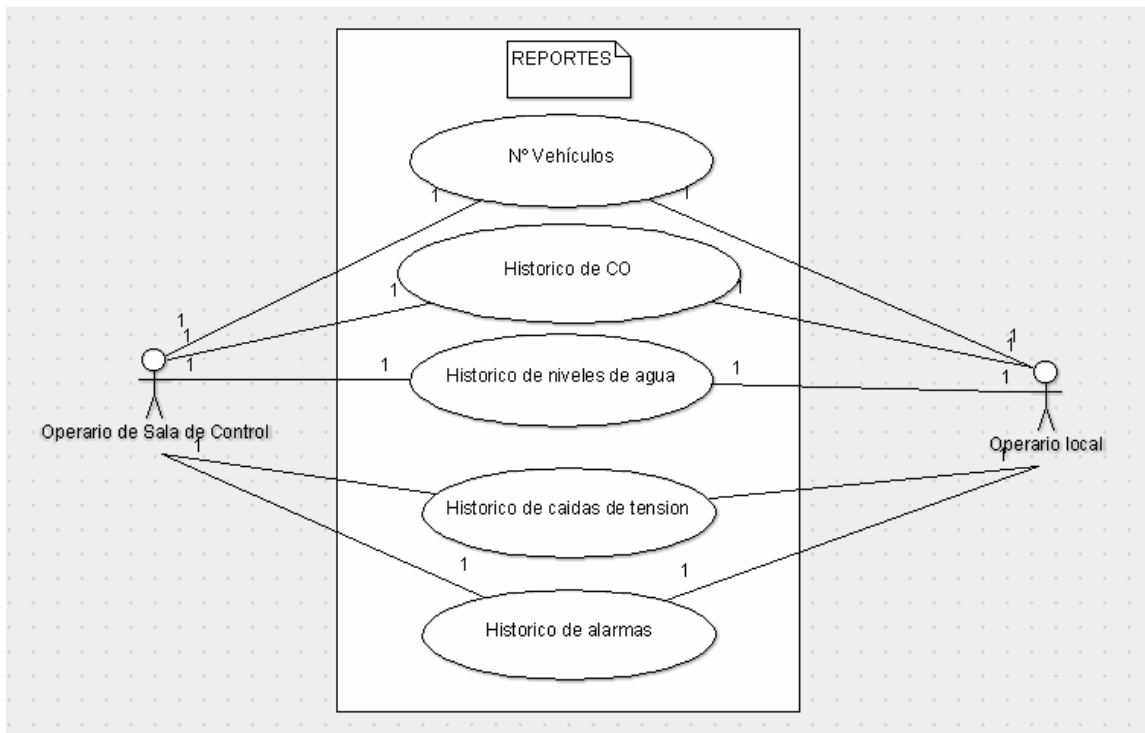 REPORTES
Nº Vehículos
1
1
Historico de CO
1
1
1
1
1
1
1
1
Historico de niveles de agua
1
1
1
Operario de Sala de Control
Operario local
1
1
Historico de caidas de tension
1
1
Historico de alarmas